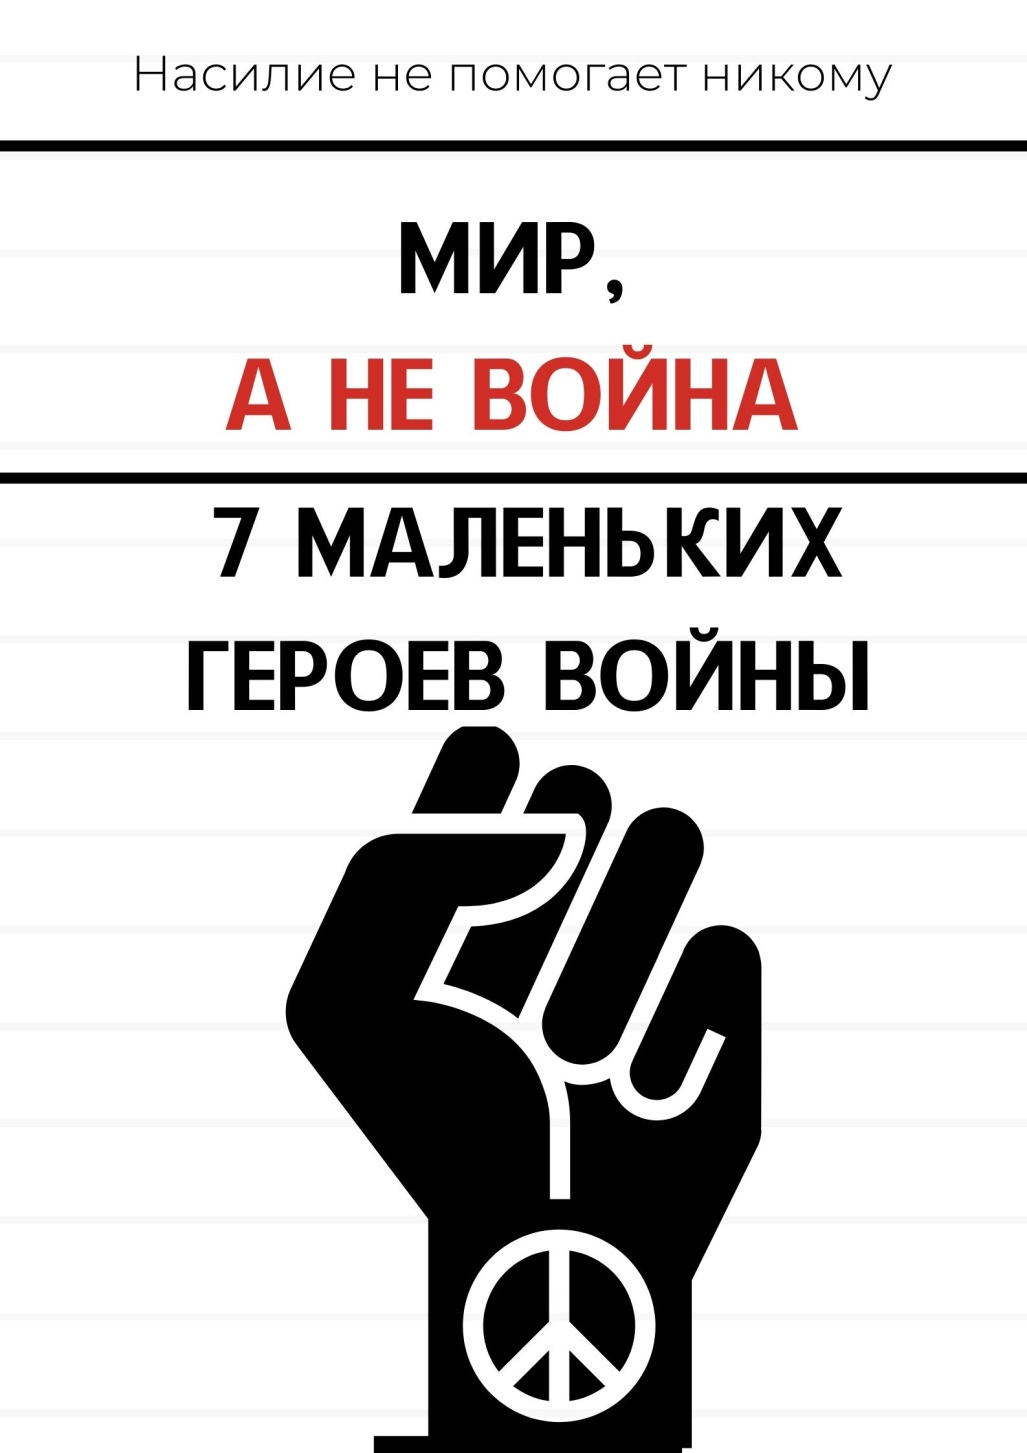 Насилие не помогает никому
МИР,
А НЕ ВОЙНА
7 МАЛЕНЬКИХ
ГЕРОЕВ ВОЙНЫ